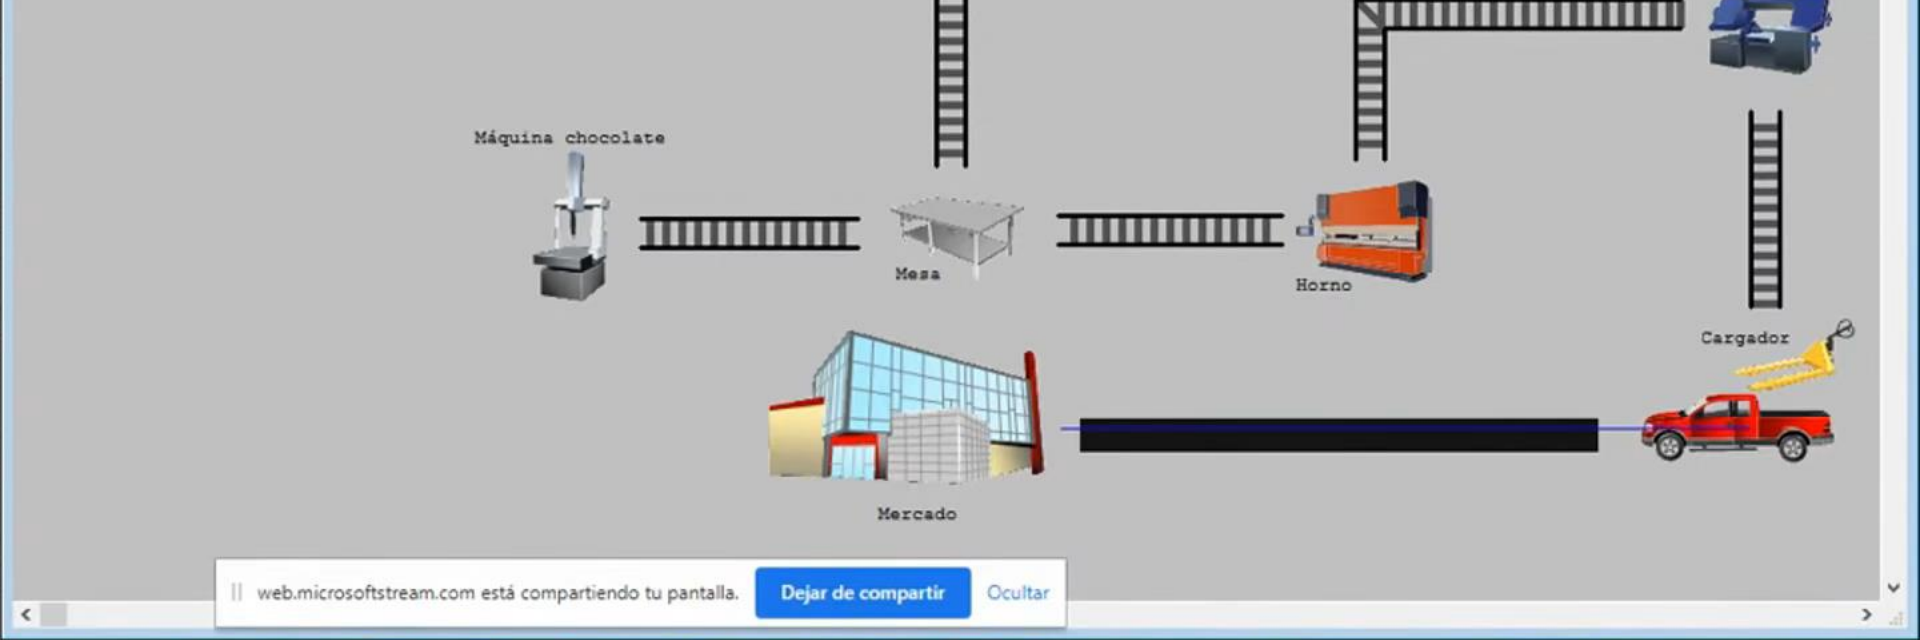 Máquina chocolate
Mesa
Horno
Cargador
Mercado
web.microsoftstream.com está compartiendo tu pantalla.
Dejar de compartir
Ocultar